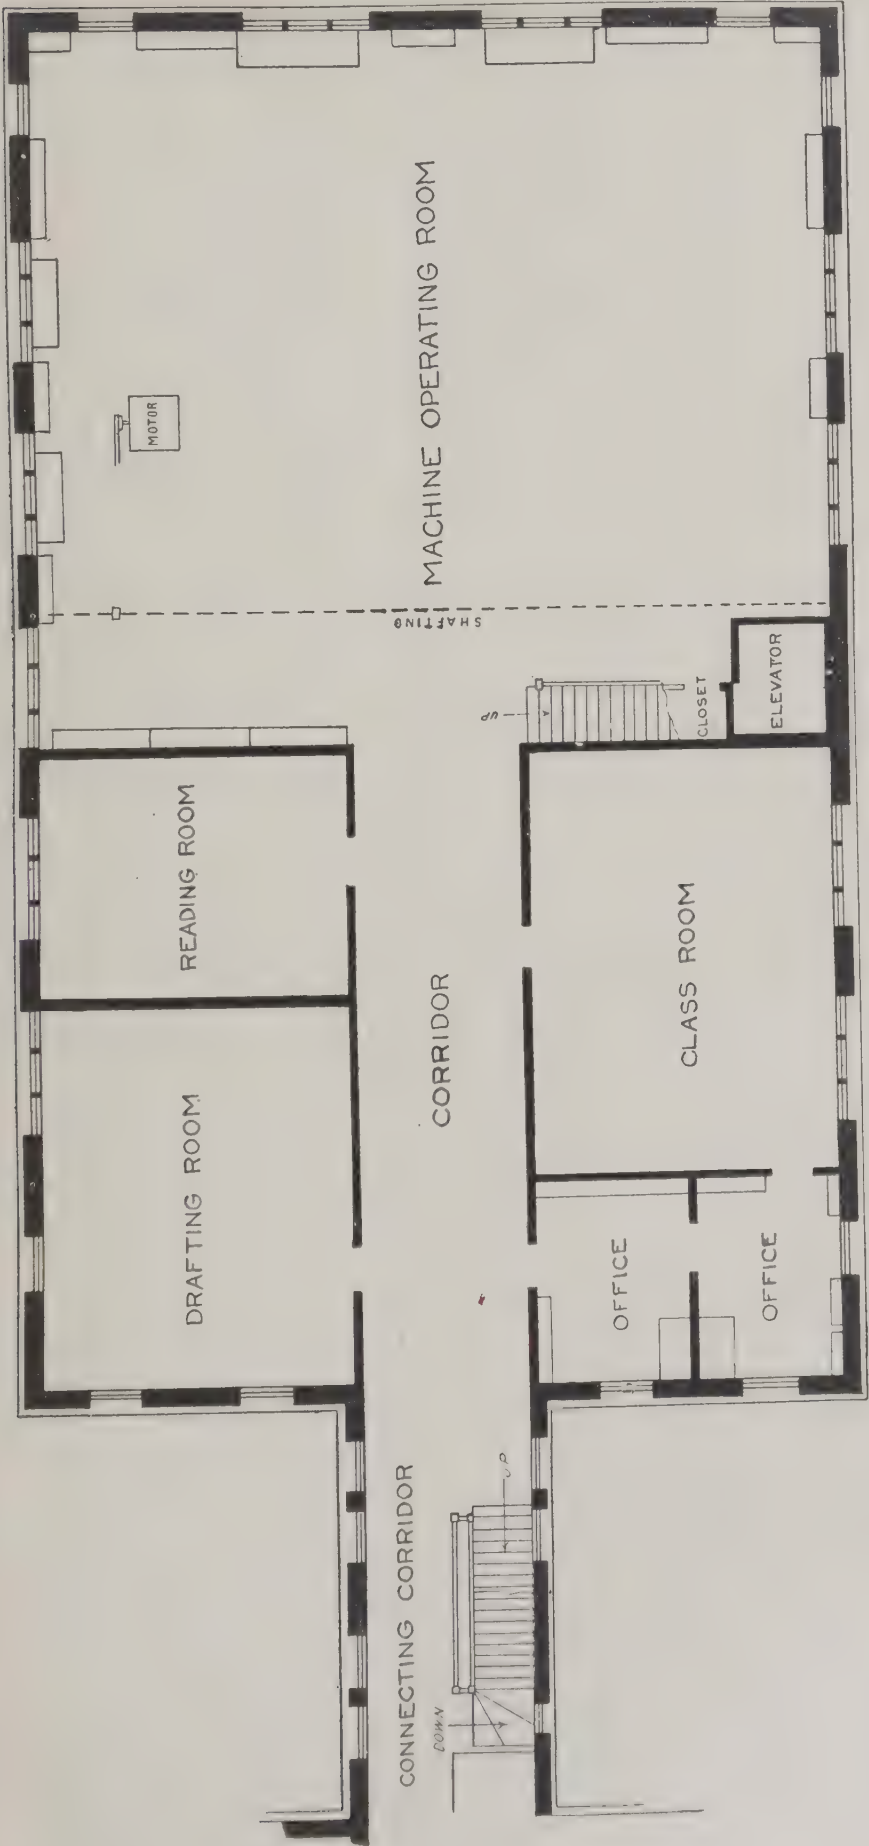 MACHINE OPERATING ROOM
MOTOR
SHAFTING
UP
CLOSET
ELEVATOR
READING ROOM
CORRIDOR
CLASS ROOM
DRAFTING ROOM
OFFICE
OFFICE
CONNECTING CORRIDOR
UP
DOWN